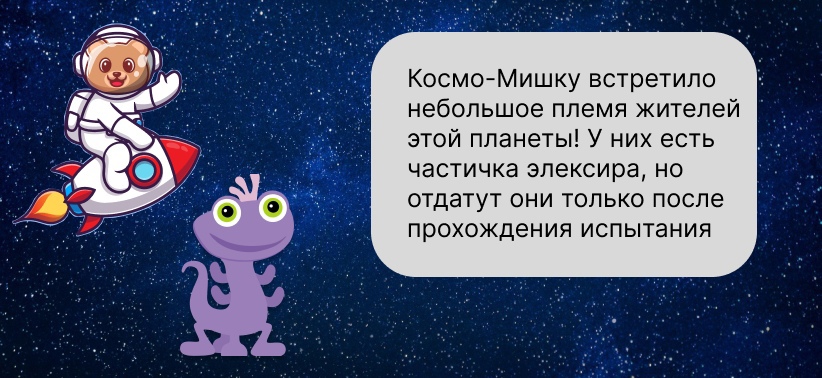 Космо-Мишку встретило
небольшое племя жителей
этой планеты! У них есть
частичка элексира, но
отдатут они только после
прохождения испытания